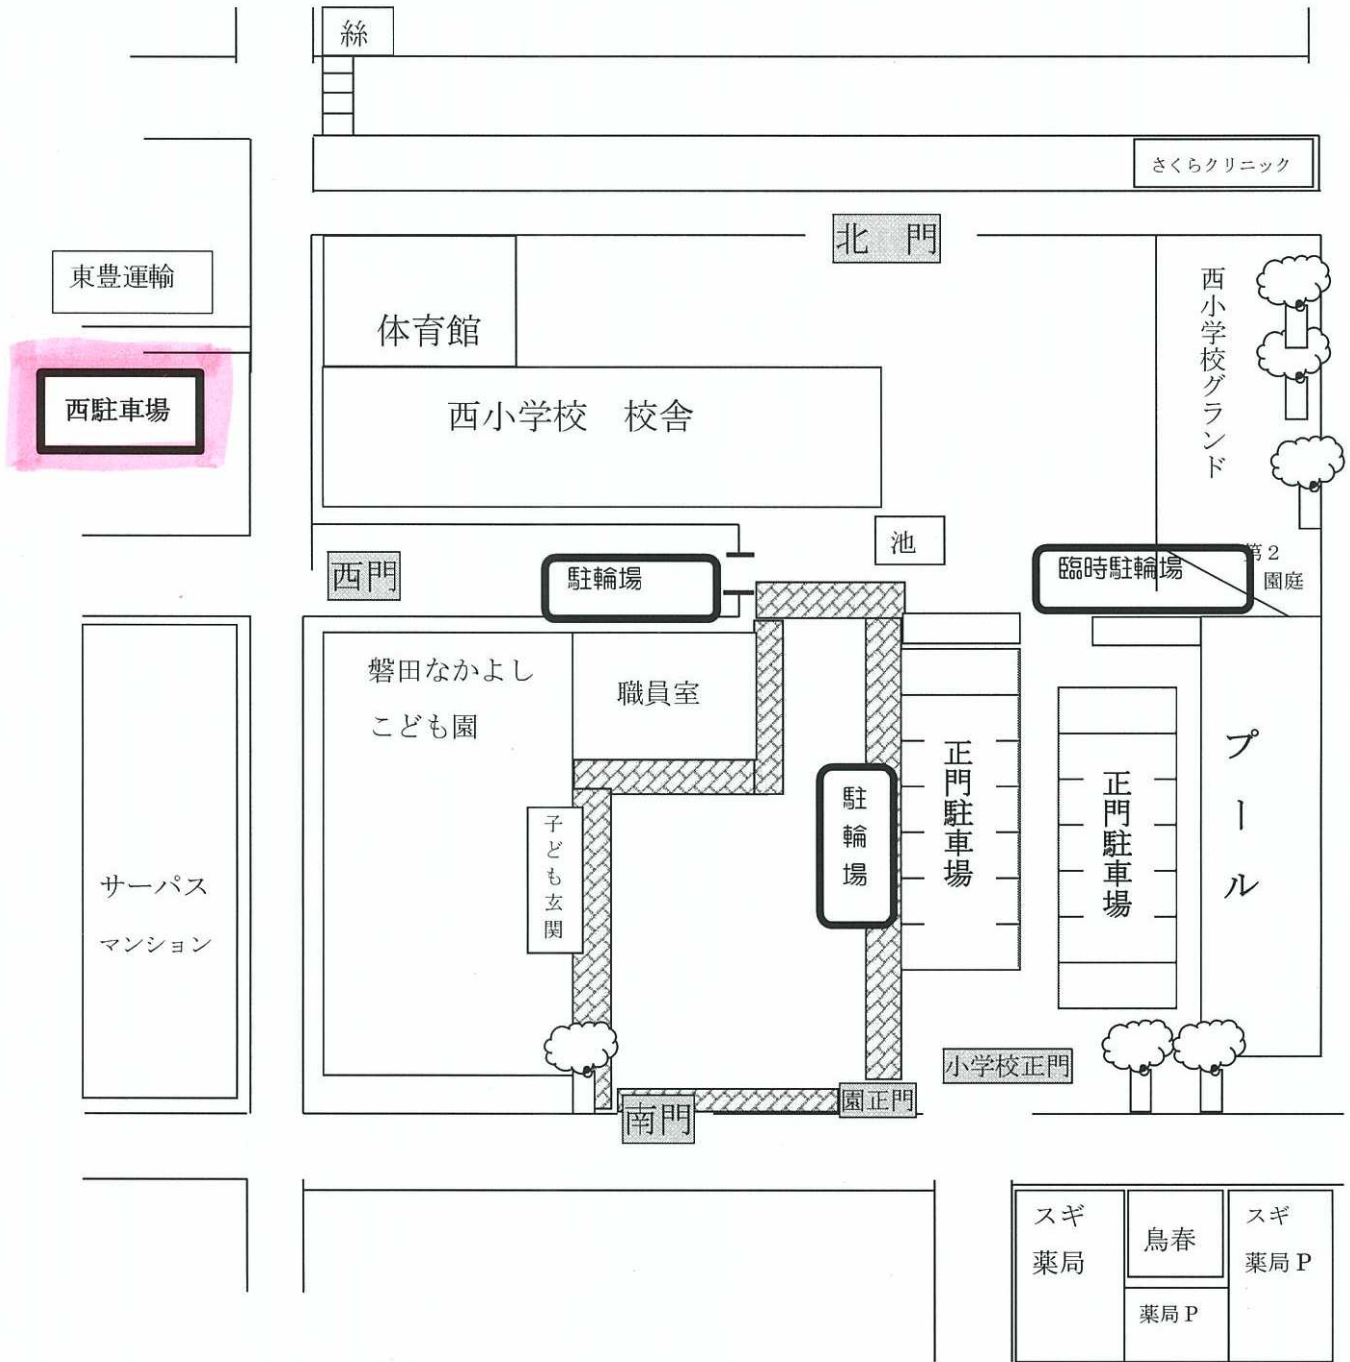 絲
さくらクリニック
北 門
東豊運輸
体育館
西小学校グランド
西駐車場
西小学校 校舎
池
西門
駐輪場
臨時駐輪場
第2
園庭
磐田なかよし
こども園
職員室
正門駐車場
正門駐車場
プール
駐輪場
子ども玄関
サーパス
マンション
小学校正門
園正門
南門
スギ
薬局
鳥春
スギ
薬局P
薬局P